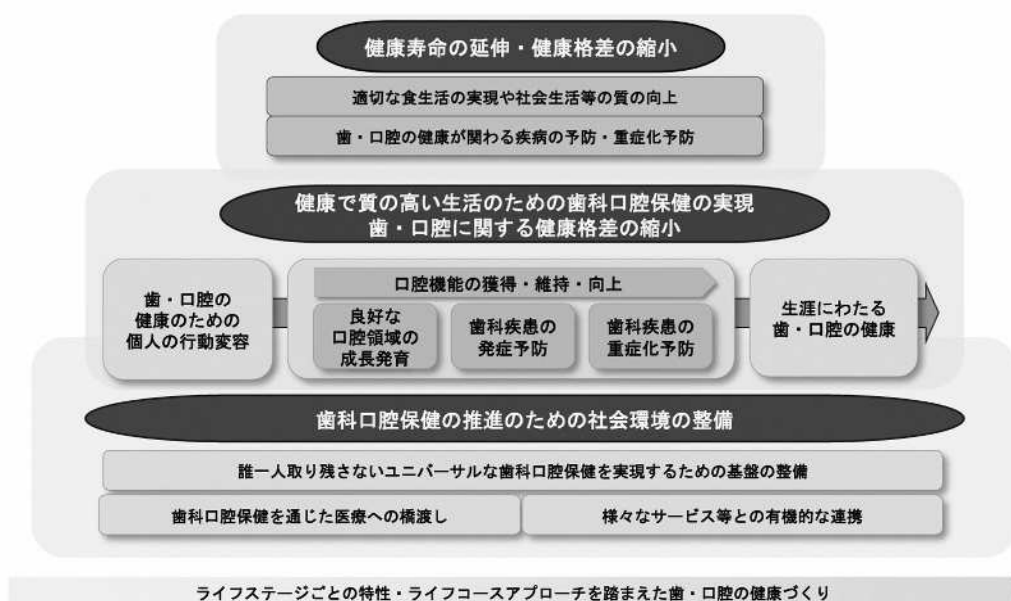 健康寿命の延伸・健康格差の縮小
適切な食生活の実現や社会生活等の質の向上
歯・口腔の健康が関わる疾病の予防・重症化予防
健康で質の高い生活のための歯科口腔保健の実現
歯・口腔に関する健康格差の縮小
歯・口腔の
健康のための
個人の行動変容
口腔機能の獲得・維持・向上
良好な
口腔領域の
成長発育
歯科疾患の
発症予防
歯科疾患の
重症化予防
生涯にわたる
歯・口腔の健康
歯科口腔保健の推進のための社会環境の整備
誰一人取り残さないユニバーサルな歯科口腔保健を実現するための基盤の整備
歯科口腔保健を通じた医療への橋渡し
様々なサービス等との有機的な連携
ライフステージごとの特性・ライフコースアプローチを踏まえた歯・口腔の健康づくり